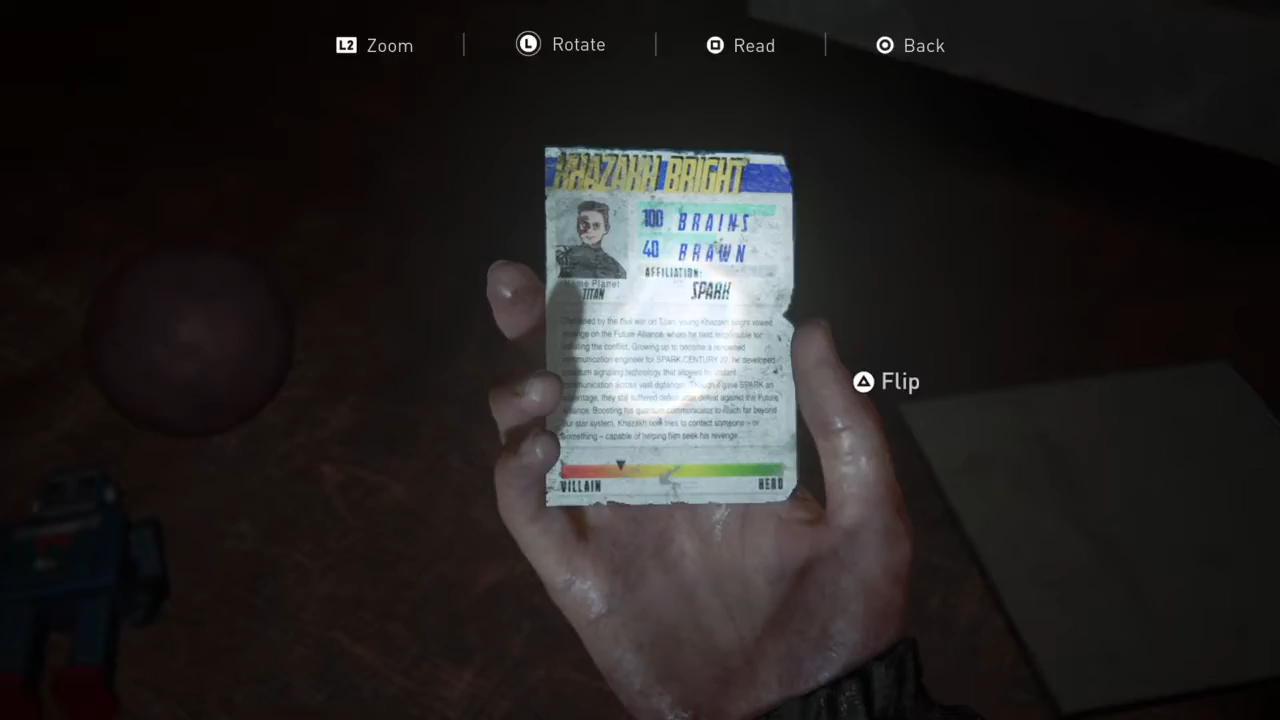 L2 Zoom
L Rotate
Read
Back
KHAZAKH BRIGHT
100 BRAINS
40 BRAWN
AFFILIATION:
Home Planet
TITAN
SPARK
by the civil war on Titan, young Khazakh Bright vowed
revenge on the Future Alliance, whom he held responsible for
the conflict. Growing up to become a renowned
communication engineer for SPARK CENTURY 22, he developed
quantum signaling technology that allowed for instant
communication across vast distances. Though it gave SPARK an
advantage, they still suffered defeat after defeat against the Future
Alliance. Boosting his quantum communicator to reach far beyond
our star system, Khazakh now tries to contact someone – or
something – capable of helping him seek his revenge.
VILLAIN
HERO
Flip